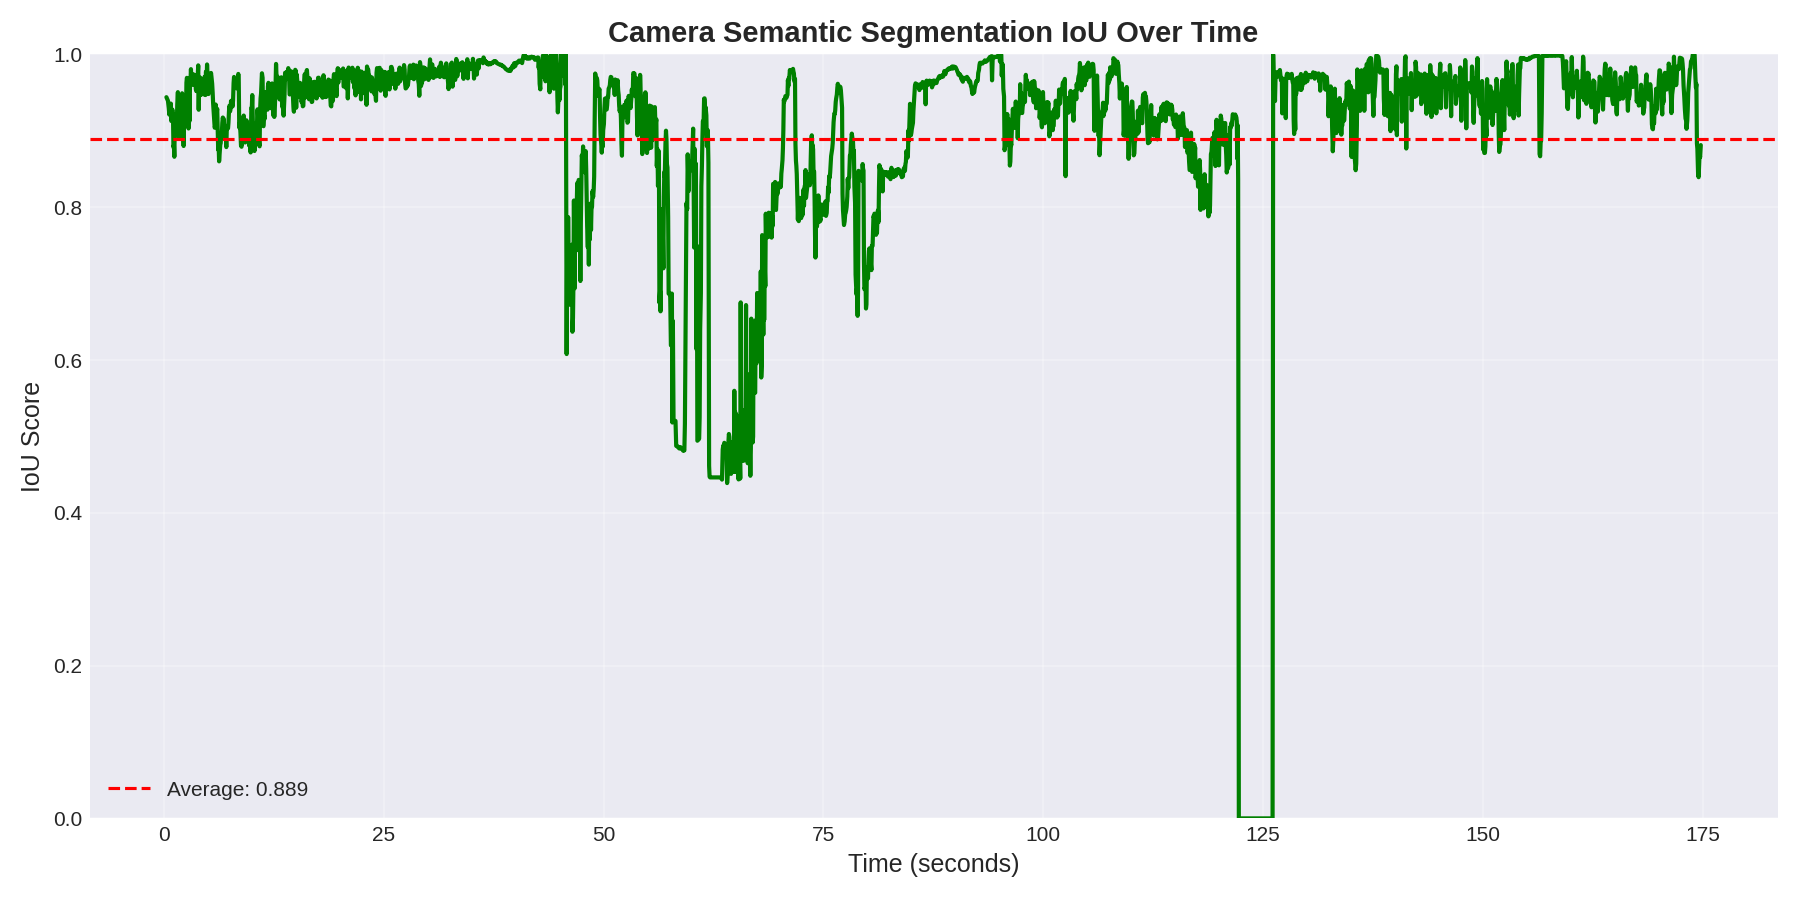 Camera Semantic Segmentation IoU Over Time
IoU Score
1.0
0.8
0.6
0.4
0.2
0.0
Average: 0.889
0 25 50 75 100 125 150 175
Time (seconds)